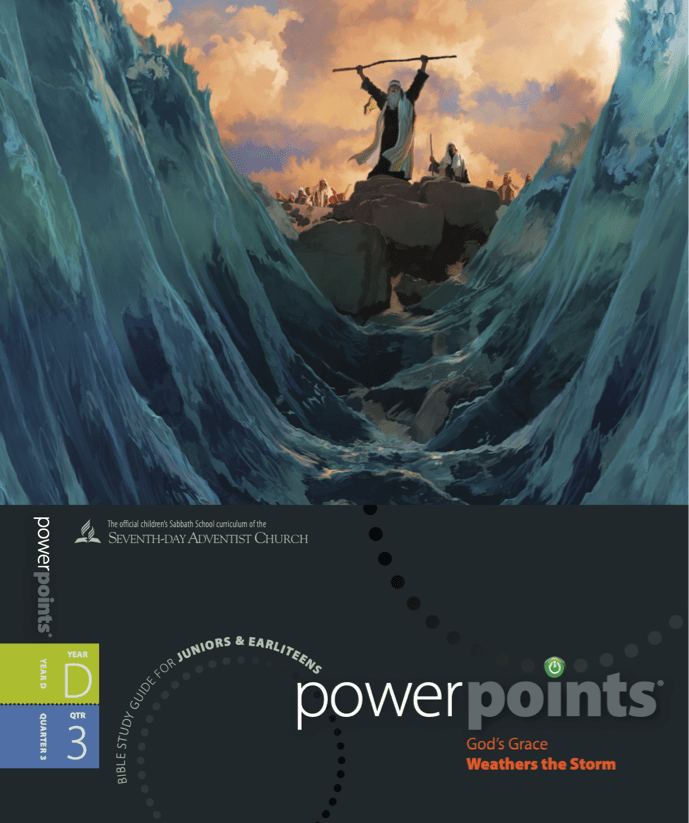 The official children's Sabbath School curriculum of the
SEVENTH-DAY ADVENTIST CHURCH
powerpoints®
YEAR
D
YEAR D
QTR
3
QUARTER 3
BIBLE STUDY GUIDE FOR JUNIORS & EARLITEENS
powerpoints®
God's Grace
Weathers the Storm